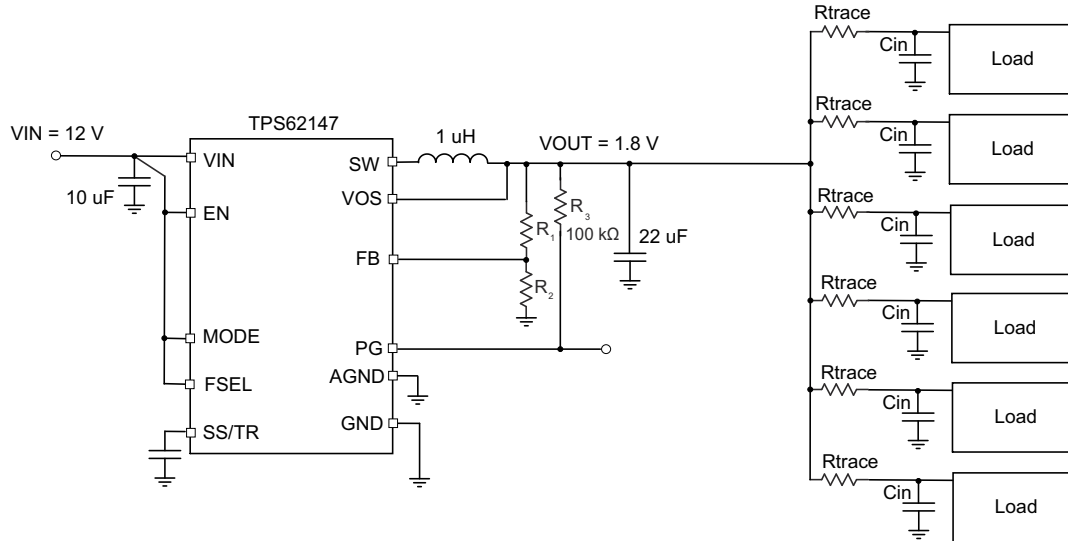 TPS62147
VIN = 12 V
10 uF
VIN
EN
MODE
FSEL
SS/TR
SW
VOS
FB
PG
AGND
GND
1 uH
VOUT = 1.8 V
R1
R2
R3
100 kΩ
22 uF
Rtrace
Cin
Load
Rtrace
Cin
Load
Rtrace
Cin
Load
Rtrace
Cin
Load
Rtrace
Cin
Load
Rtrace
Cin
Load